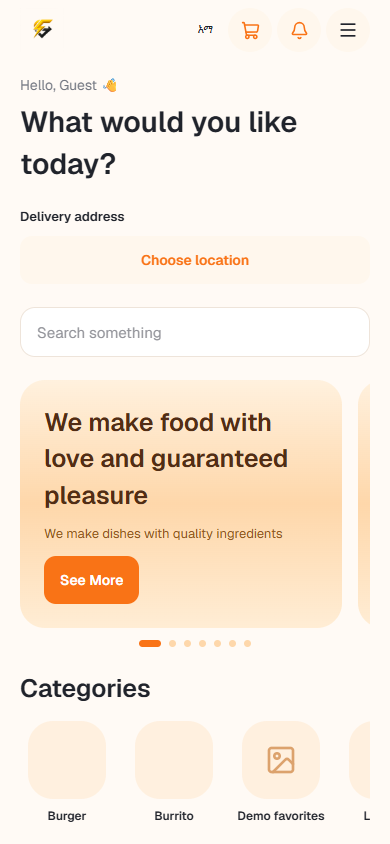 አማ
Hello, Guest 👋
What would you like
today?
Delivery address
Choose location
Search something
We make food with
love and guaranteed
pleasure
We make dishes with quality ingredients
See More
Categories
Burger
Burrito
Demo favorites
L